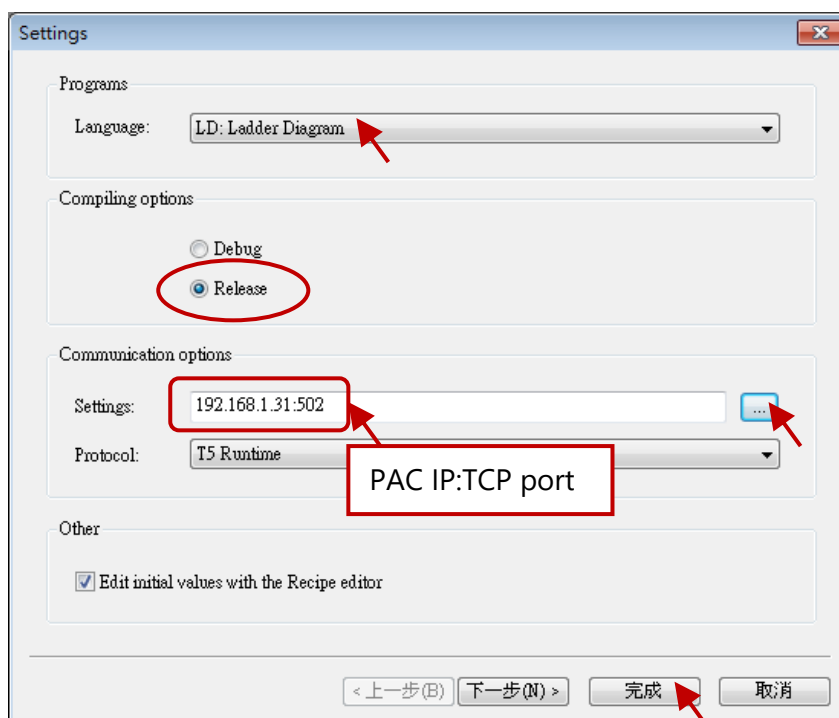 Settings
Programs
Language: LD: Ladder Diagram
Compiling options
Debug
Release
Communication options
Settings: 192.168.1.31:502 ...
Protocol: T5 Runtime
PAC IP:TCP port
Other
Edit initial values with the Recipe editor
<上一步(B) 下一步(N)> 完成 取消